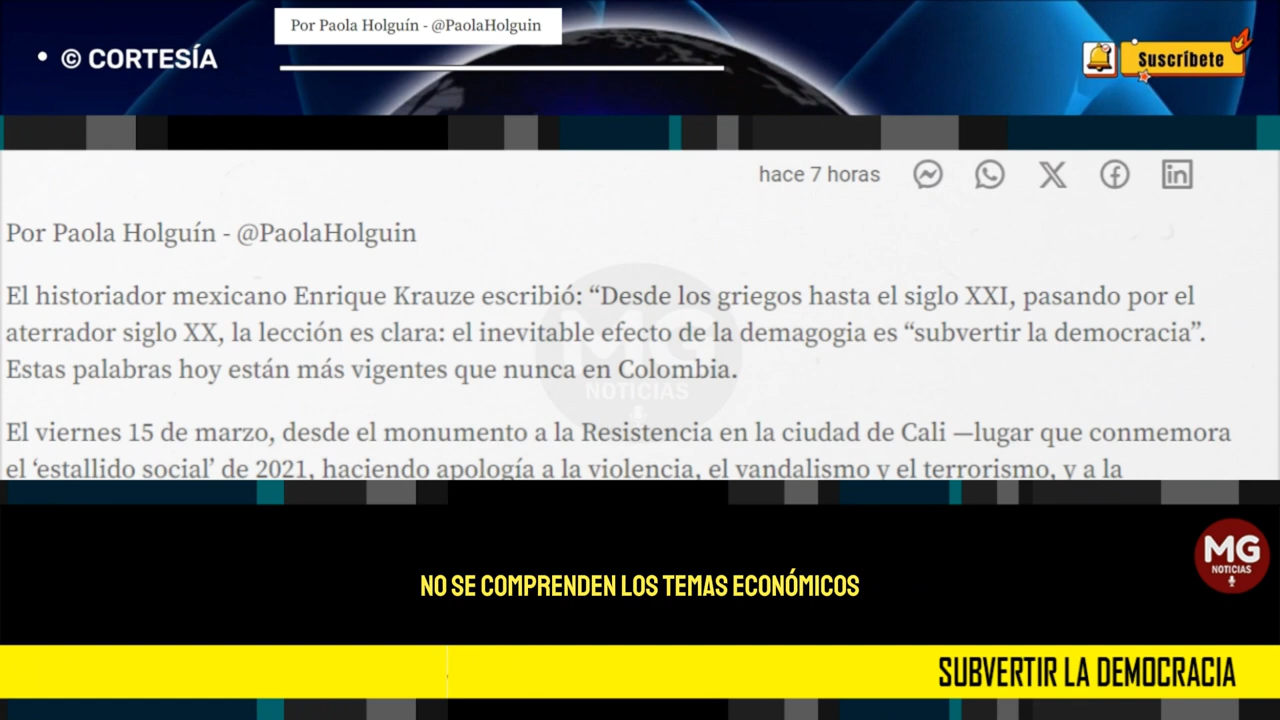 Por Paola Holguín - @PaolaHolguin
© CORTESÍA
Suscríbete
hace 7 horas
Por Paola Holguín - @PaolaHolguin
El historiador mexicano Enrique Krauze escribió: “Desde los griegos hasta el siglo XXI, pasando por el
aterrador siglo XX, la lección es clara: el inevitable efecto de la demagogia es “subvertir la democracia”.
Estas palabras hoy están más vigentes que nunca en Colombia.
MG
NOTICIAS
El viernes 15 de marzo, desde el monumento a la Resistencia en la ciudad de Cali —lugar que conmemora
el ‘estallido social’ de 2021, haciendo apología a la violencia, el vandalismo y el terrorismo, y a la
MG
NOTICIAS
NO SE COMPRENDEN LOS TEMAS ECONÓMICOS
SUBVERTIR LA DEMOCRACIA